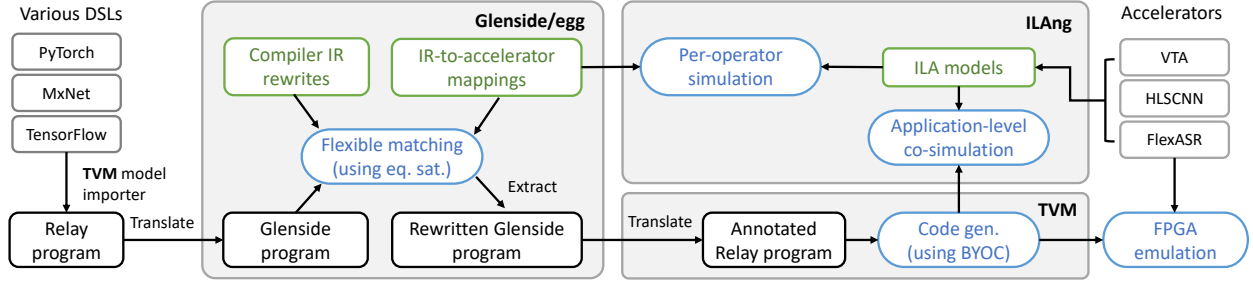 Various DSLs
PyTorch
MxNet
TensorFlow
TVM model
importer
Relay
program
Translate
Glenside/egg
Compiler IR
rewrites
IR-to-accelerator
mappings
Flexible matching
(using eq. sat.)
Extract
Glenside
program
Rewritten Glenside
program
ILAng
Per-operator
simulation
ILA models
Application-level
co-simulation
TVM
Translate
Annotated
Relay program
Code gen.
(using BYOC)
Accelerators
VTA
HLSCNN
FlexASR
FPGA
emulation